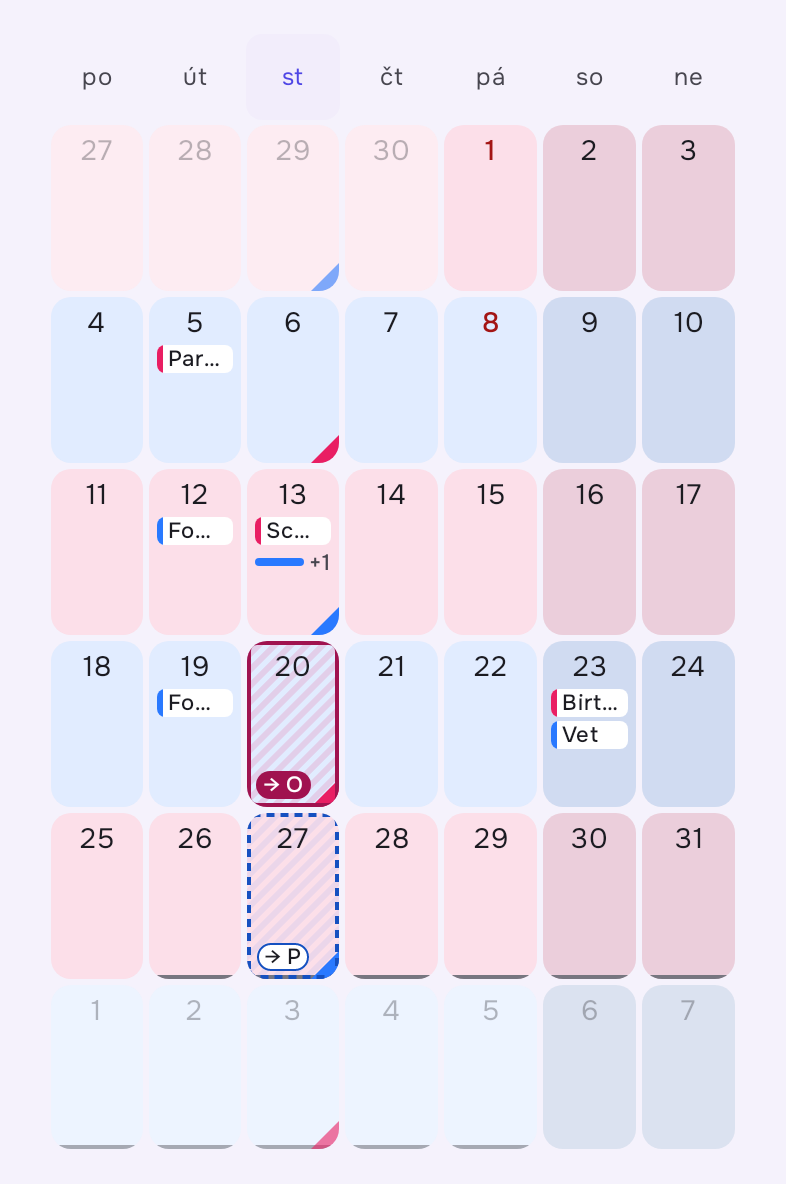 po út st čt pá so ne
27 28 29 30 1 2 3
4 5 6 7 8 9 10
Par...
11 12 13 14 15 16 17
Fo... Sc...
+1
18 19 20 21 22 23 24
Fo... Birt...
Vet
→ O
25 26 27 28 29 30 31
→ P
1 2 3 4 5 6 7